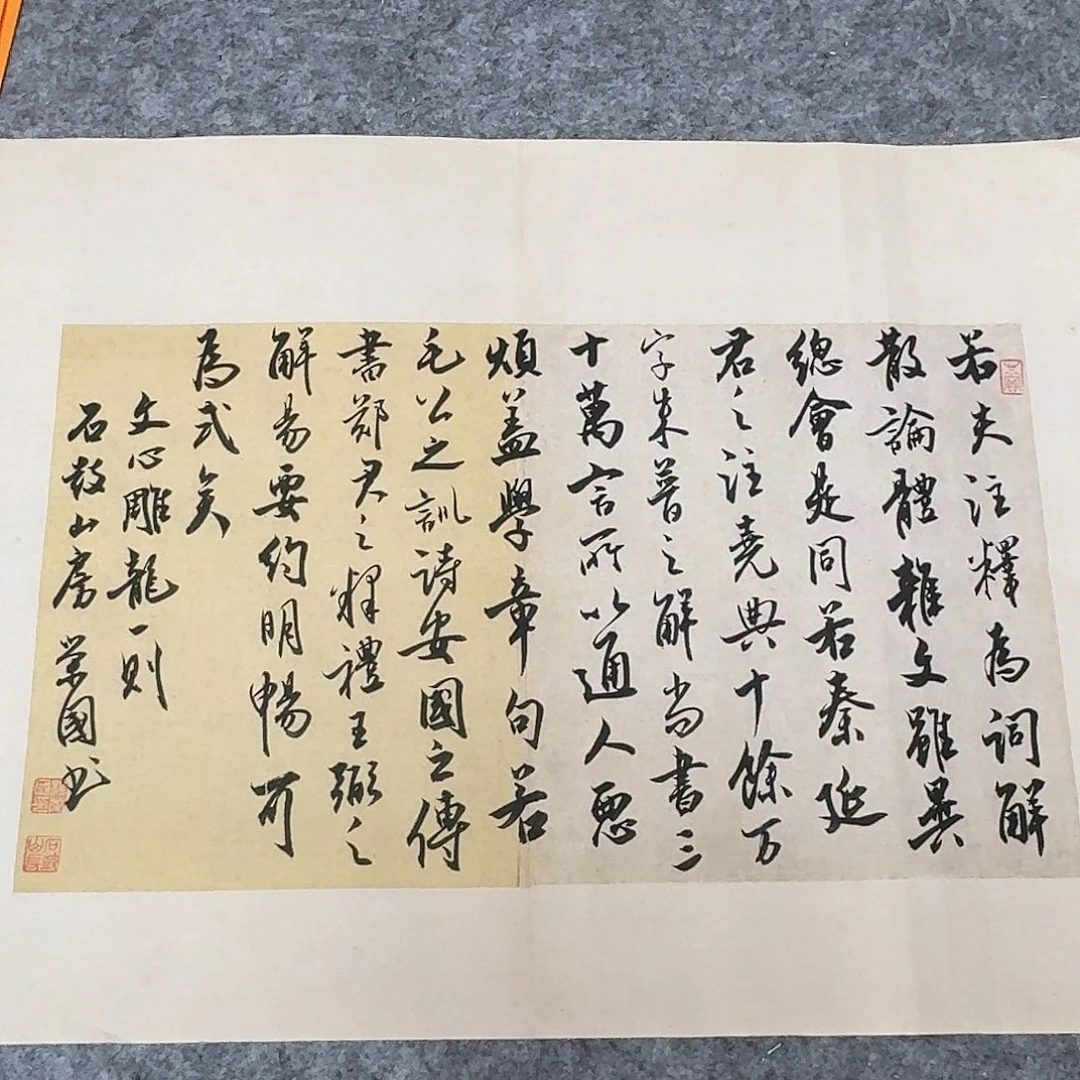 若夫注釋為詞解
散論體雜文雖異
總會是同若秦延
君之注堯典十餘万
字朱普之解尚書三
十萬言所以通人惡
煩羞學章句若
毛公之訓詩安國之傳
書鄭君之釋禮王弼之
解易要約明暢可
為式矣
文心雕龍一則
石鼓山房 榮國书